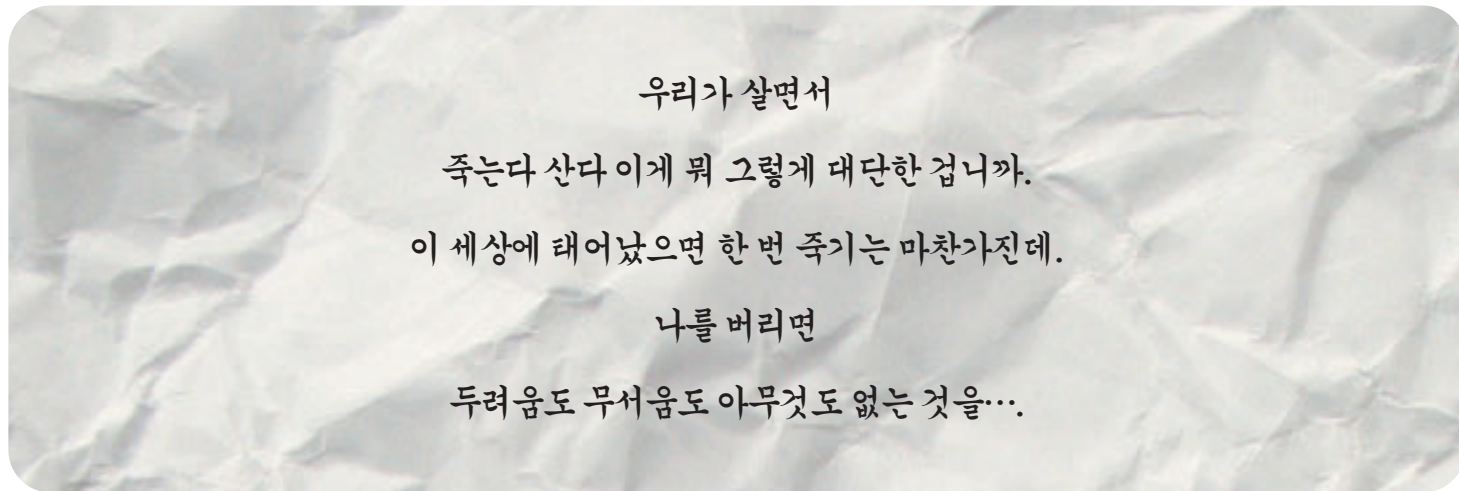 우리가 살면서
죽는다 산다 이게 뭐 그렇게 대단한 겁니까.
이 세상에 태어났으면 한 번 죽기는 마찬가진데.
나를 버리면
두려움도 무서움도 아무것도 없는 것을….